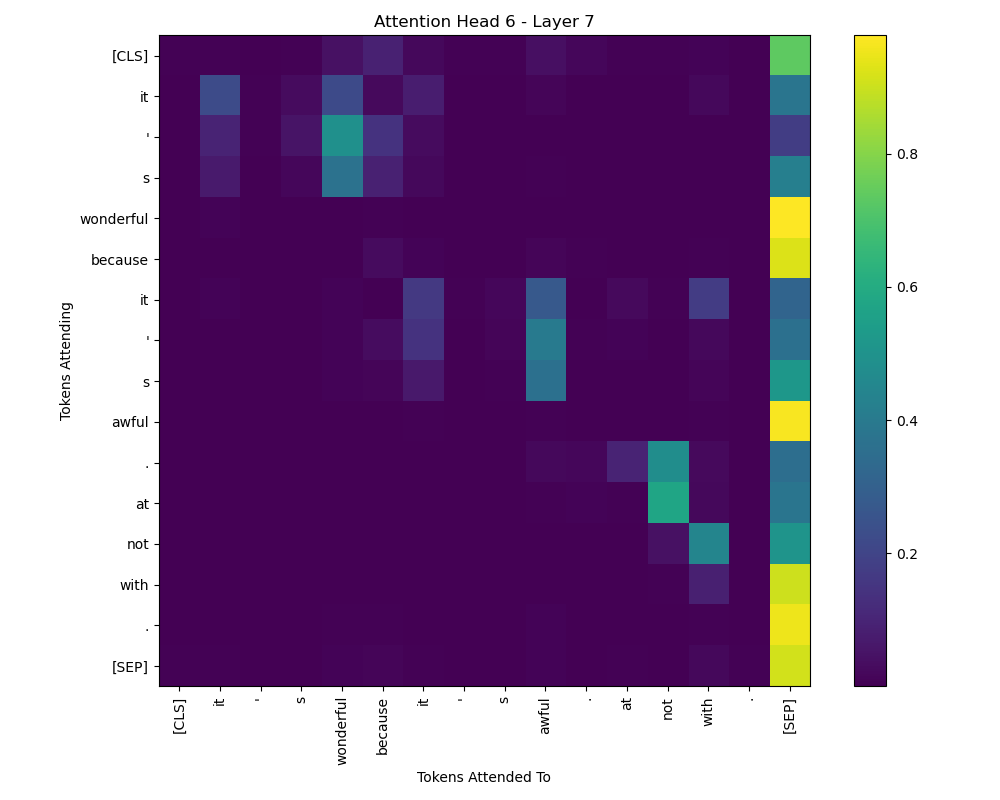 Attention Head 6 - Layer 7
[CLS]
it
'
s
wonderful
because
it
'
s
awful
.
at
not
with
.
[SEP]
Tokens Attending
[CLS] it ' s wonderful because it ' s awful . at not with . [SEP]
Tokens Attended To
0.8
0.6
0.4
0.2